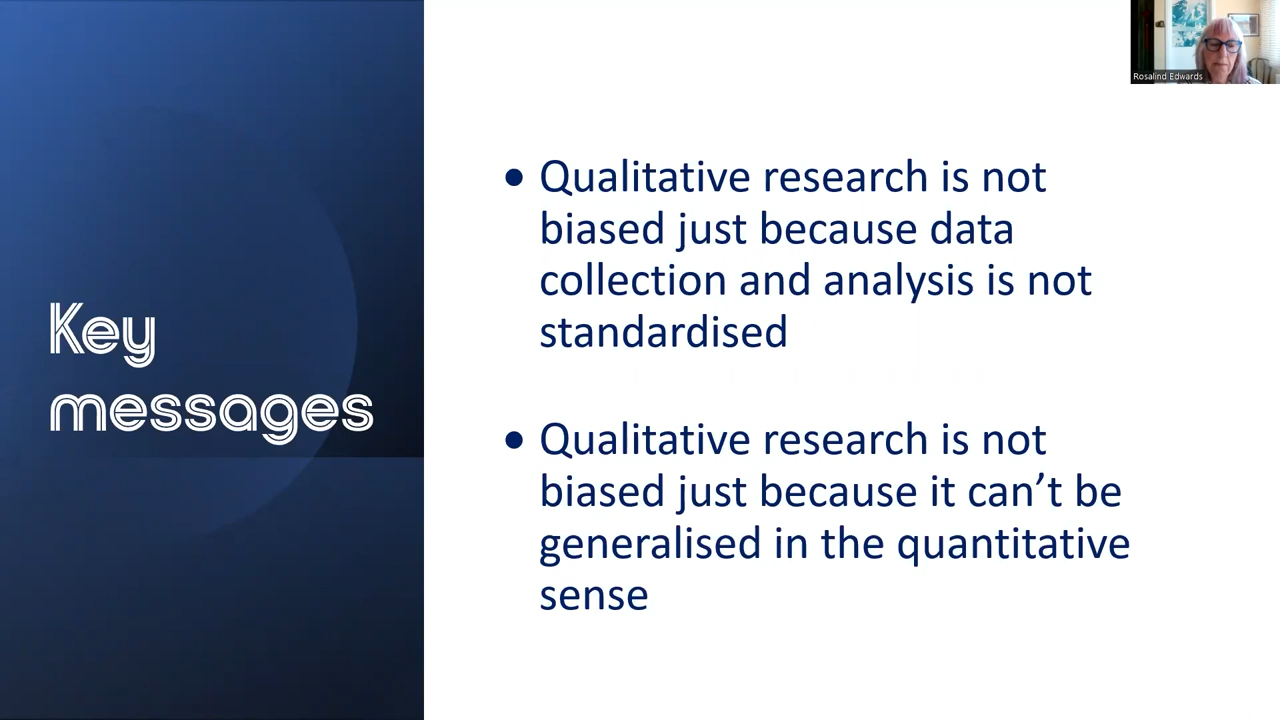 Rosalind Edwards
Key
messages
• Qualitative research is not
biased just because data
collection and analysis is not
standardised
• Qualitative research is not
biased just because it can’t be
generalised in the quantitative
sense